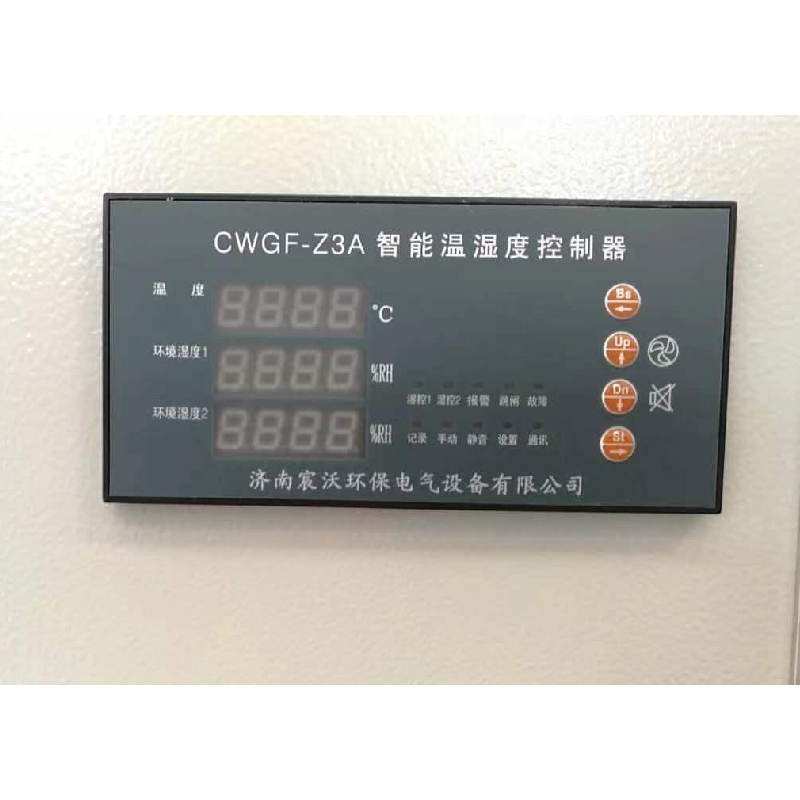 CWGF-Z3A 智能温湿度控制器
温 度 ℃
Bs
环境湿度1 %RH
Up
湿控1 湿控2 报警 跳闸 故障
Dn
环境湿度2 %RH
记录 手动 静音 设置 通讯
St
济南宸沃环保电气设备有限公司